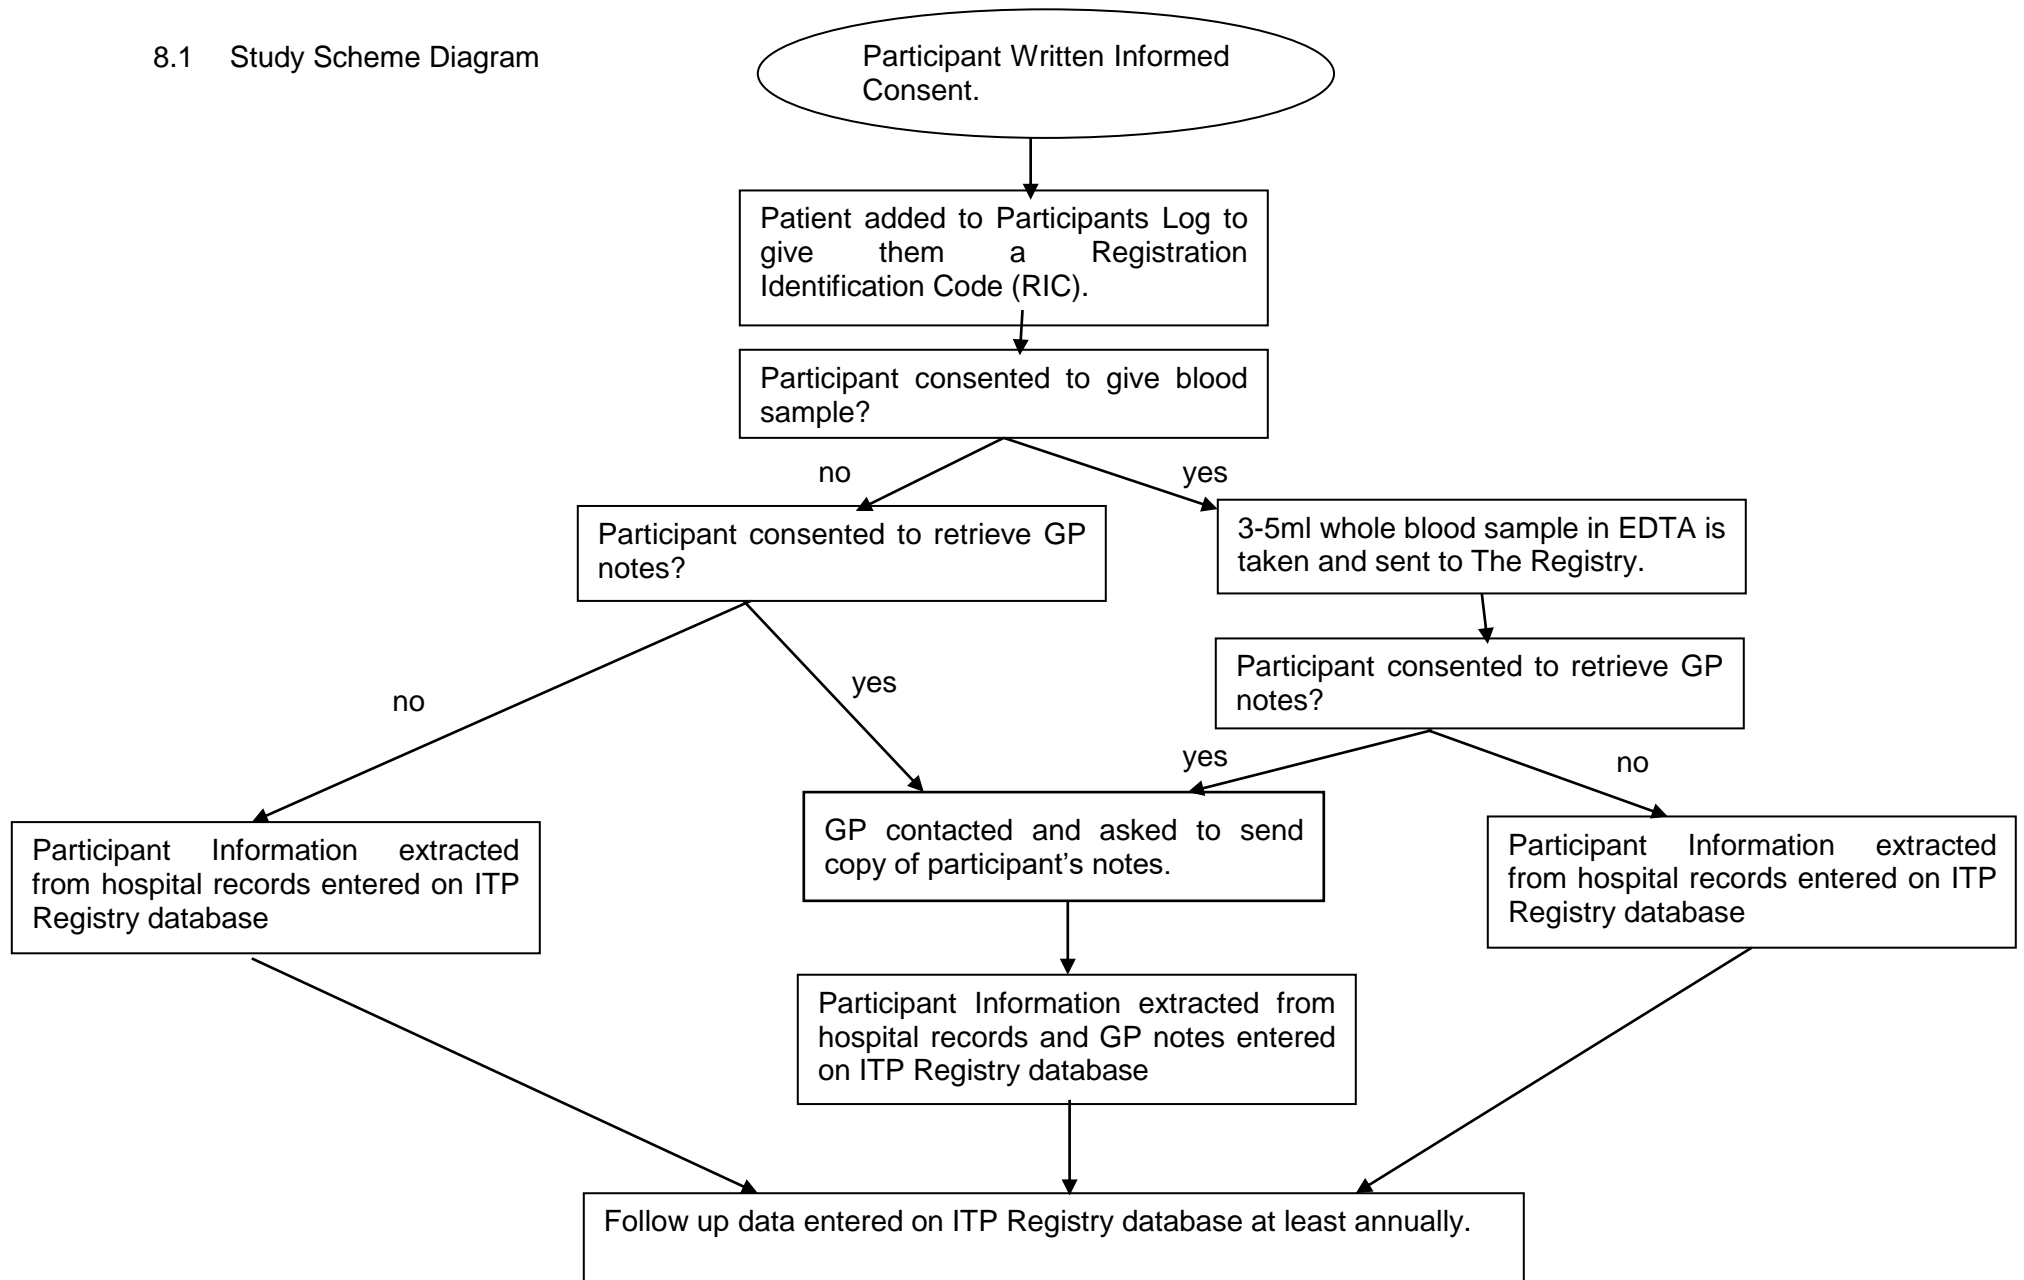 8.1 Study Scheme Diagram
Participant Written Informed
Consent.
Patient added to Participants Log to
give them a Registration
Identification Code (RIC).
Participant consented to give blood
sample?
no
yes
Participant consented to retrieve GP
notes?
3-5ml whole blood sample in EDTA is
taken and sent to The Registry.
Participant consented to retrieve GP
notes?
no
yes
yes
no
Participant Information extracted
from hospital records entered on ITP
Registry database
GP contacted and asked to send
copy of participant’s notes.
Participant Information extracted
from hospital records entered on ITP
Registry database
Participant Information extracted from
hospital records and GP notes entered
on ITP Registry database
Follow up data entered on ITP Registry database at least annually.